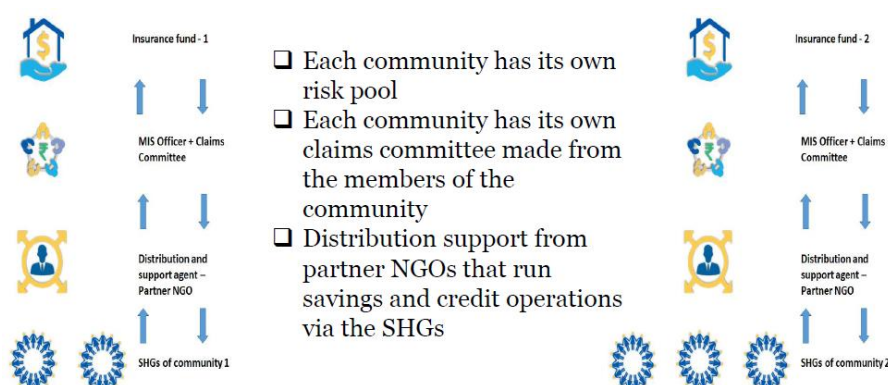 Insurance fund - 1
MIS Officer + Claims
Committee
Distribution and
support agent –
Partner NGO
SHGs of community 1
❑ Each community has its own
risk pool
❑ Each community has its own
claims committee made from
the members of the
community
❑ Distribution support from
partner NGOs that run
savings and credit operations
via the SHGs
Insurance fund - 2
MIS Officer + Claims
Committee
Distribution and
support agent –
Partner NGO
SHGs of community 2